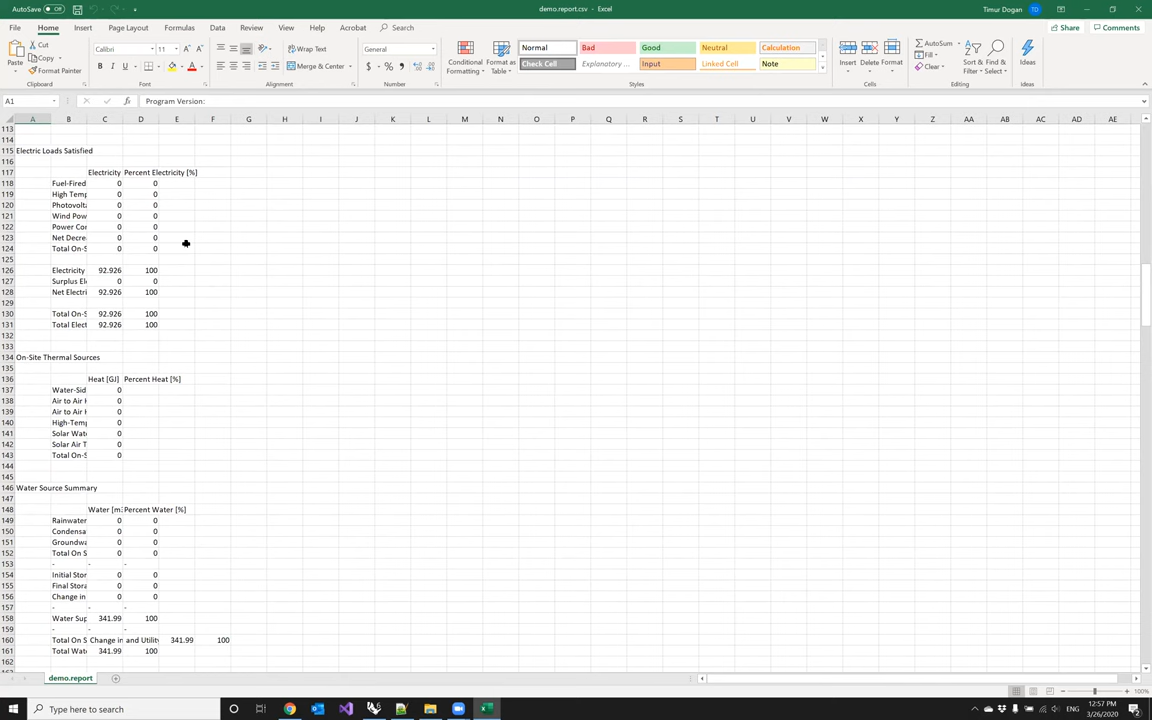 AutoSave Off
demo.report.csv - Excel
Timur Dogan TD
File Home Insert Page Layout Formulas Data Review View Help Acrobat Share Comments
Cut
Copy
Format Painter
Paste
Clipboard
Calibri 11
B I U
Font
Wrap Text
Merge & Center
Alignment
General
$ %
Number
Conditional Formatting
Format as Table
Normal Bad Good Neutral Calculation
Check Cell Explanatory ... Input Linked Cell Note
Styles
Insert Delete Format
Cells
AutoSum
Fill
Clear
Sort & Filter
Find & Select
Editing
Ideas
Ideas
A1 fx Program Version:
A B C D E F G H I J K L M N O P Q R S T U V W X Y Z AA AB AC AD AE
113
114
115 Electric Loads Satisfied
116
117 Electricity Percent Electricity [%]
118 Fuel-Fired 0 0
119 High Temp 0 0
120 Photovolta 0 0
121 Wind Pow 0 0
122 Power Con 0 0
123 Net Decre 0 0
124 Total On-S 0 0
125
126 Electricity 92.926 100
127 Surplus Ele 0 0
128 Net Electri 92.926 100
129
130 Total On-S 92.926 100
131 Total Elect 92.926 100
132
133
134 On-Site Thermal Sources
135
136 Heat [GJ] Percent Heat [%]
137 Water-Sid 0
138 Air to Air H 0
139 Air to Air H 0
140 High-Temp 0
141 Solar Wate 0
142 Solar Air T 0
143 Total On-S 0
144
145
146 Water Source Summary
147
148 Water [m3 Percent Water [%]
149 Rainwater 0 0
150 Condensa 0 0
151 Groundwa 0 0
152 Total On S 0 0
153 - - -
154 Initial Stor 0 0
155 Final Stora 0 0
156 Change in 0 0
157 - - -
158 Water Sup 341.99 100
159 - - -
160 Total On S Change in and Utility 341.99 100
161 Total Wate 341.99 100
162
demo.report
100%
Type here to search
ENG
12:57 PM
3/26/2020
2